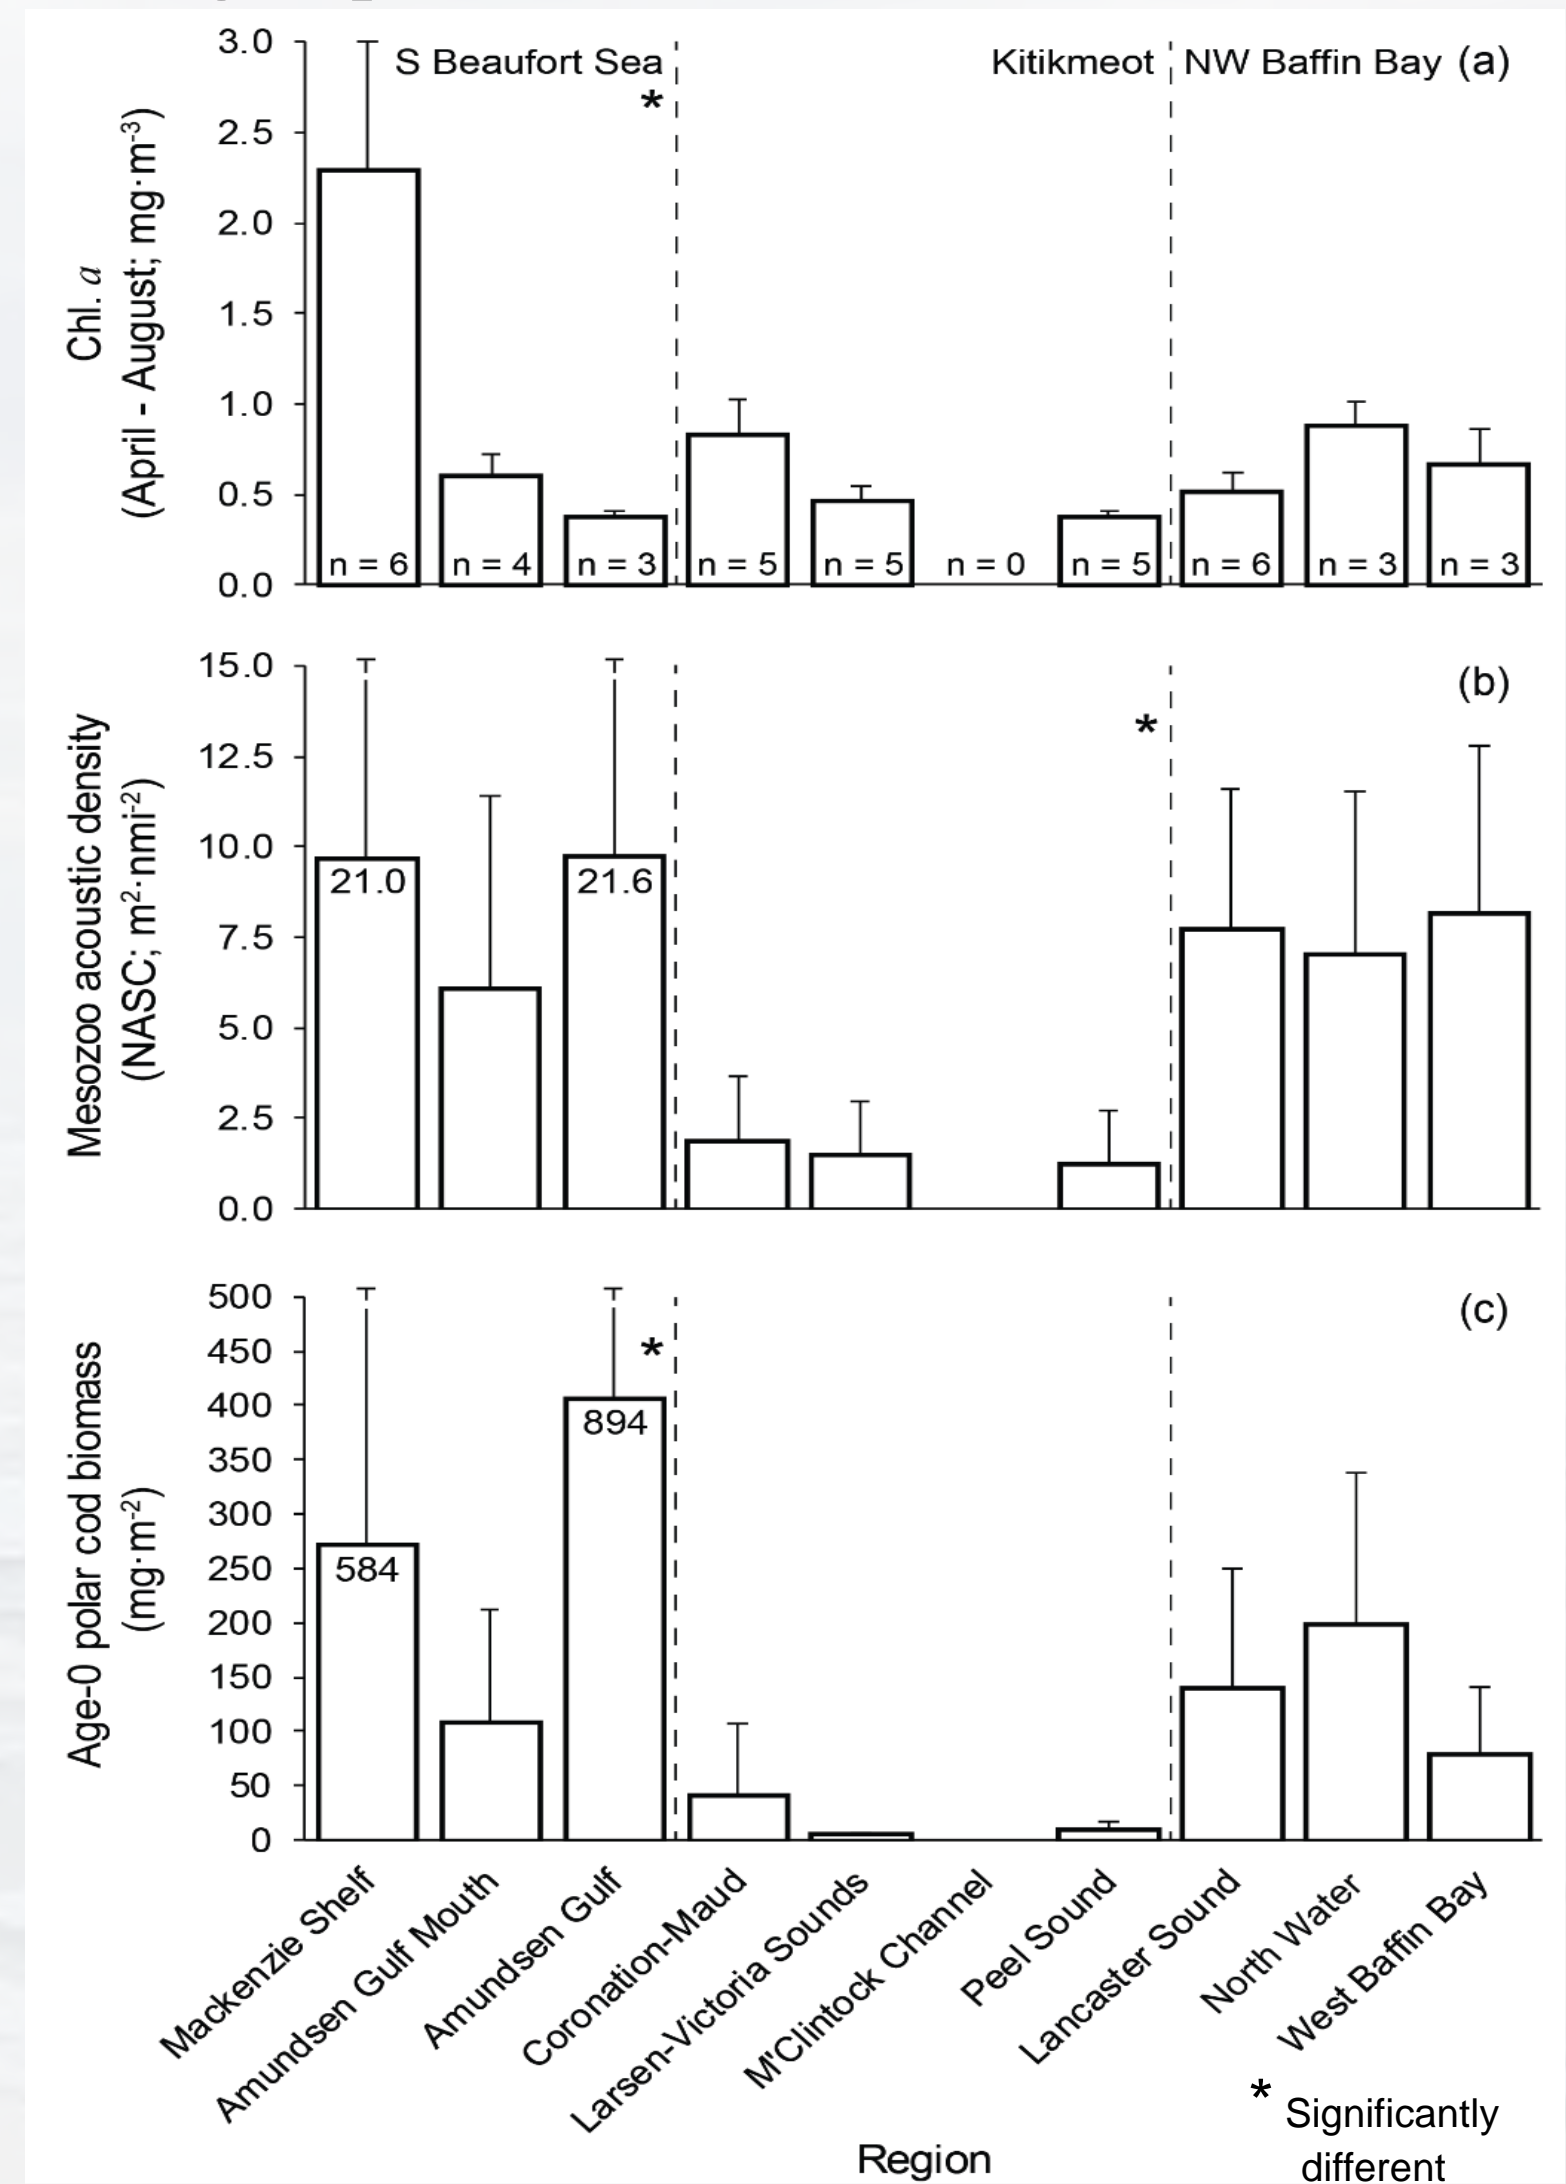 3.0
S Beaufort Sea
Kitikmeot
NW Baffin Bay (a)
*
2.5
2.0
1.5
1.0
0.5
0.0
Chl. a
(April - August; mg·m-3)
n = 6
n = 4
n = 3
n = 5
n = 5
n = 0
n = 5
n = 6
n = 3
n = 3
15.0
(b)
*
12.5
10.0
7.5
5.0
2.5
0.0
Mesozoo acoustic density
(NASC; m2·nmi-2)
21.0
21.6
500
(c)
*
450
400
350
300
250
200
150
100
50
0
Age-0 polar cod biomass
(mg·m-2)
584
894
Mackenzie Shelf
Amundsen Gulf Mouth
Amundsen Gulf
Coronation-Maud
Larsen-Victoria Sounds
M'Clintock Channel
Peel Sound
Lancaster Sound
North Water
West Baffin Bay
Region
* Significantly
different